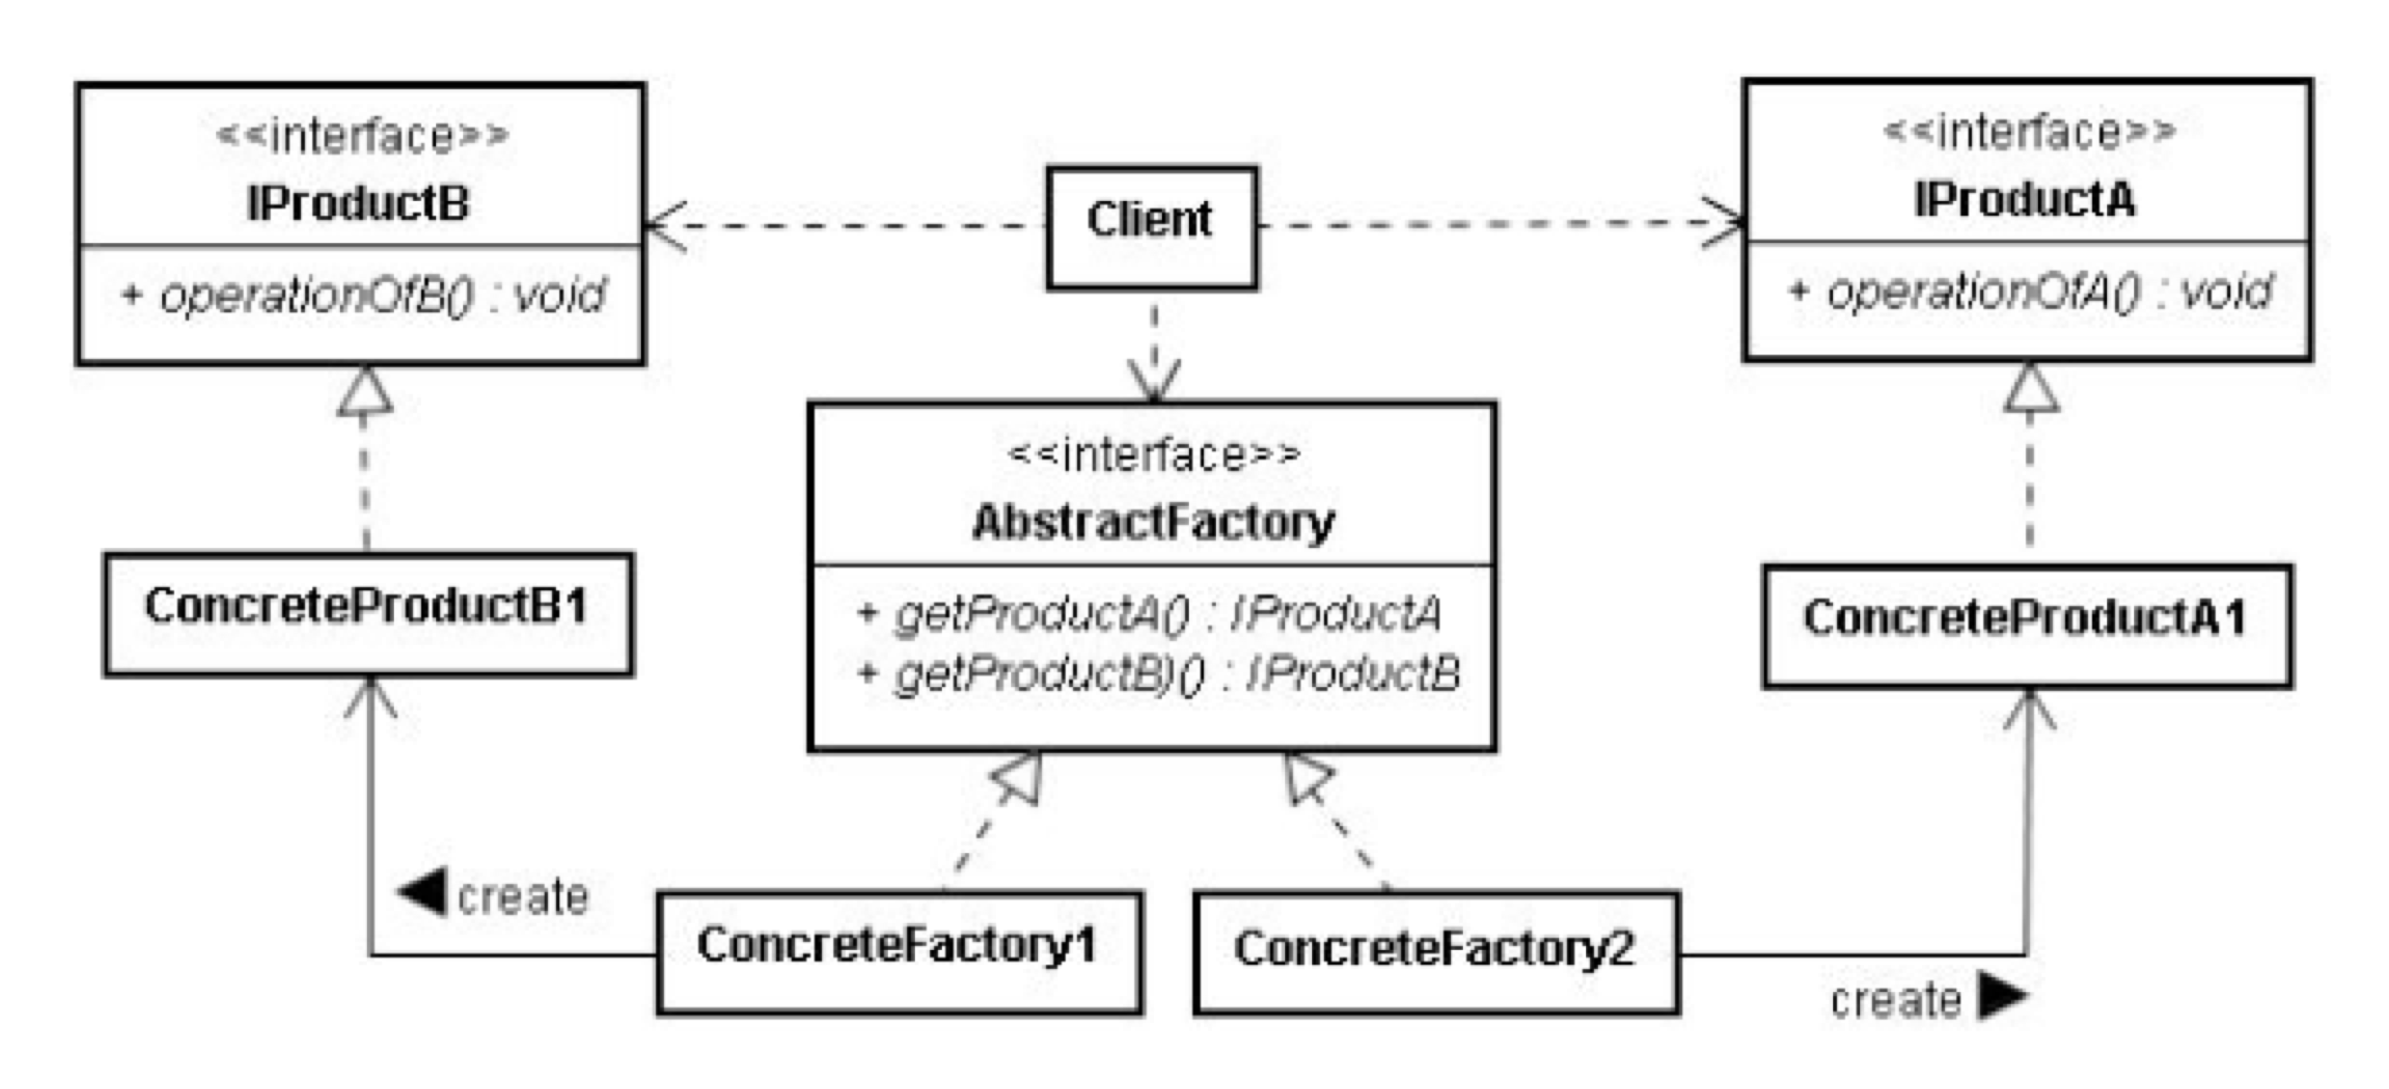 <<interface>>
IProductB
+ operationOfB() : void
Client
<<interface>>
IProductA
+ operationOfA() : void
<<interface>>
AbstractFactory
+ getProductA() : IProductA
+ getProductB)() : IProductB
ConcreteProductB1
ConcreteProductA1
create
ConcreteFactory1
ConcreteFactory2
create